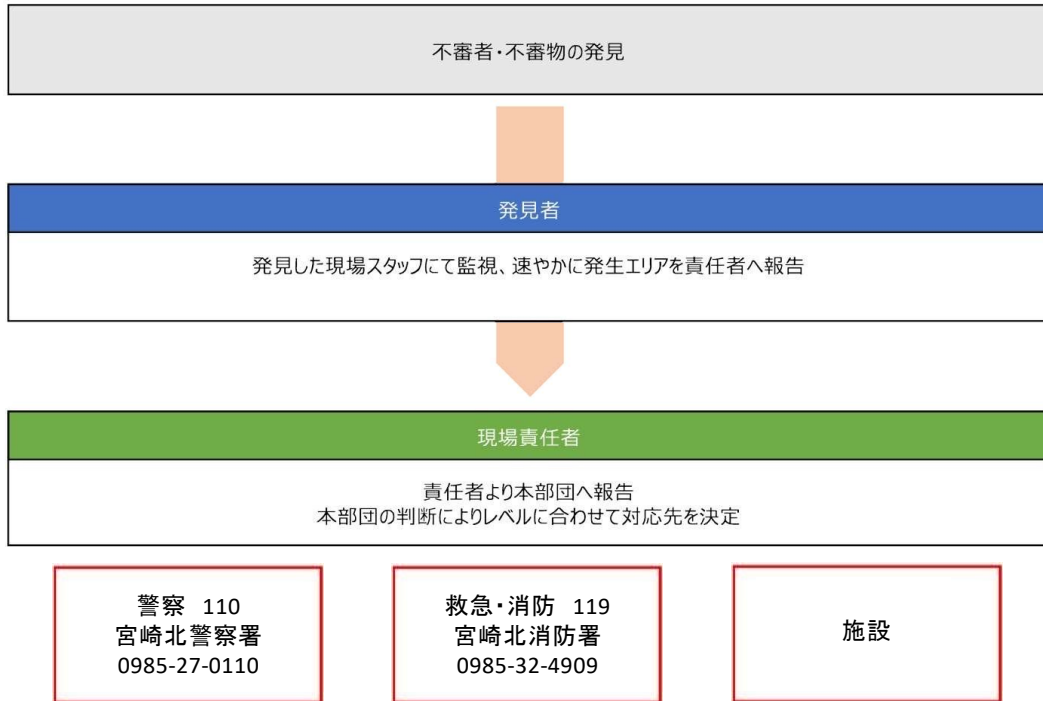 不審者・不審物の発見
発見者
発見した現場スタッフにて監視、速やかに発生エリアを責任者へ報告
現場責任者
責任者より本部団へ報告
本部団の判断によりレベルに合わせて対応先を決定
警察 110
宮崎北警察署
0985-27-0110
救急・消防 119
宮崎北消防署
0985-32-4909
施設